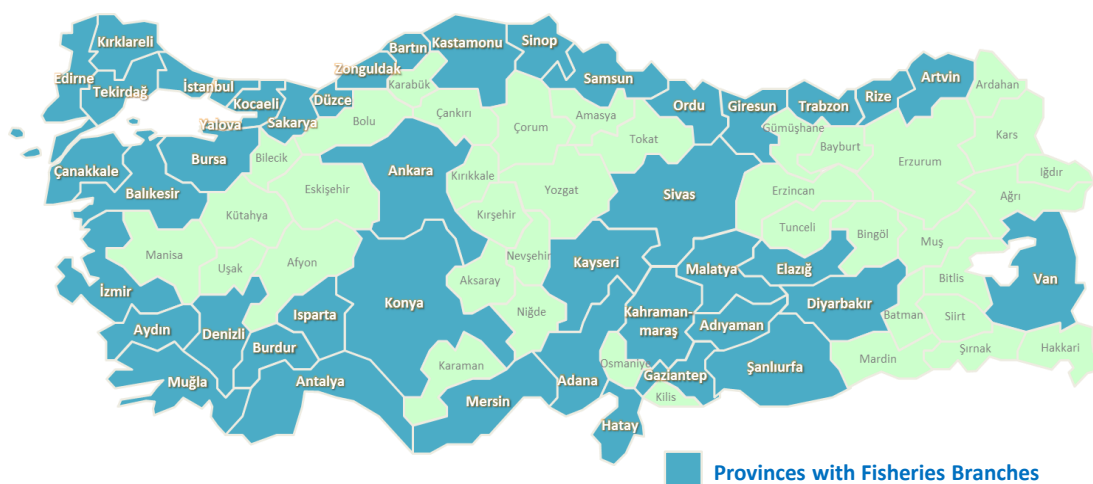 Kırklareli
Edirne
Tekirdağ
İstanbul
Kocaeli
Yalova
Sakarya
Düzce
Zonguldak
Bartın
Karabük
Kastamonu
Sinop
Samsun
Ordu
Giresun
Trabzon
Rize
Artvin
Ardahan
Çanakkale
Balıkesir
Bursa
Bilecik
Bolu
Çankırı
Çorum
Amasya
Tokat
Gümüşhane
Bayburt
Erzurum
Kars
Iğdır
Ağrı
Kütahya
Eskişehir
Ankara
Kırıkkale
Yozgat
Sivas
Erzincan
Tunceli
Bingöl
Muş
Manisa
Uşak
Afyon
Kırşehir
Nevşehir
Aksaray
Kayseri
Malatya
Elazığ
Diyarbakır
Bitlis
Van
İzmir
Aydın
Denizli
Isparta
Burdur
Konya
Niğde
Kahraman-
maraş
Adıyaman
Batman
Siirt
Şırnak
Hakkari
Mardin
Muğla
Antalya
Karaman
Mersin
Adana
Osmaniye
Gaziantep
Kilis
Şanlıurfa
Hatay
Provinces with Fisheries Branches